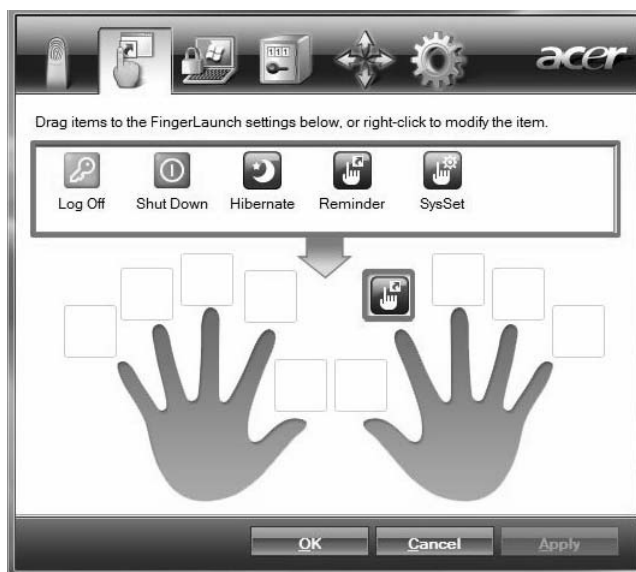 acer
Drag items to the FingerLaunch settings below, or right-click to modify the item.
Log Off Shut Down Hibernate Reminder SysSet
OK Cancel Apply